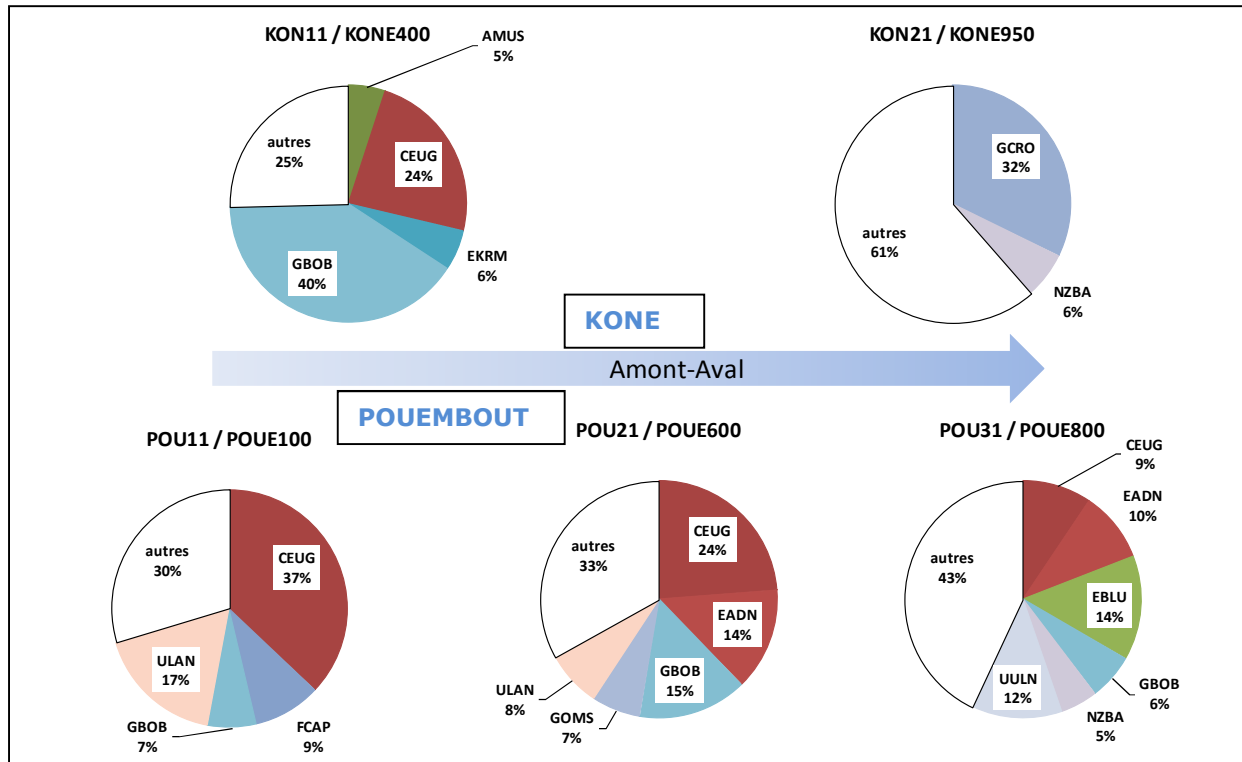 KON11 / KONE400
AMUS
5%
CEUG
24%
EKRM
6%
GBOB
40%
autres
25%
KON21 / KONE950
GCRO
32%
NZBA
6%
autres
61%
KONE
Amont-Aval
POUEMBOUT
POU11 / POUE100
CEUG
37%
FCAP
9%
GBOB
7%
ULAN
17%
autres
30%
POU21 / POUE600
CEUG
24%
EADN
14%
GBOB
15%
GOMS
7%
ULAN
8%
autres
33%
POU31 / POUE800
CEUG
9%
EADN
10%
EBLU
14%
GBOB
6%
NZBA
5%
UULN
12%
autres
43%